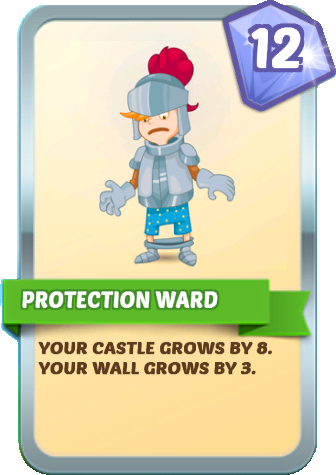 12
PROTECTION WARD
YOUR CASTLE GROWS BY 8.
YOUR WALL GROWS BY 3.